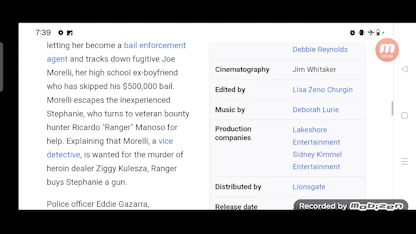 7:39
letting her become a bail enforcement
agent and tracks down fugitive Joe
Morelli, her high school ex-boyfriend
who has skipped his $500,000 bail.
Morelli escapes the inexperienced
Stephanie, who turns to veteran bounty
hunter Ricardo "Ranger" Manoso for
help. Explaining that Morelli, a vice
detective, is wanted for the murder of
heroin dealer Ziggy Kulesza, Ranger
buys Stephanie a gun.
Police officer Eddie Gazarra,
Debbie Reynolds
Cinematography Jim Whitaker
Edited by Lisa Zeno Churgin
Music by Deborah Lurie
Production companies Lakeshore
Entertainment
Sidney Kimmel
Entertainment
Distributed by Lionsgate
Release date
Recorded by Mobizen